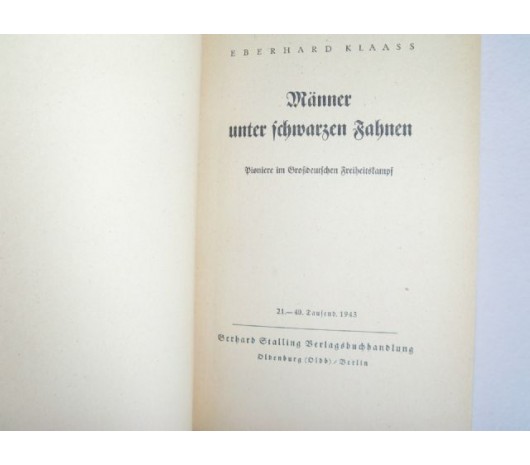 EBERHARD KLAASS
Männer
unter schwarzen Fahnen
Pioniere im Großdeutschen Freiheitskampf
21.—40. Tausend. 1943
Gerhard Stalling Verlagsbuchhandlung
Oldenburg (Oldb)-Berlin